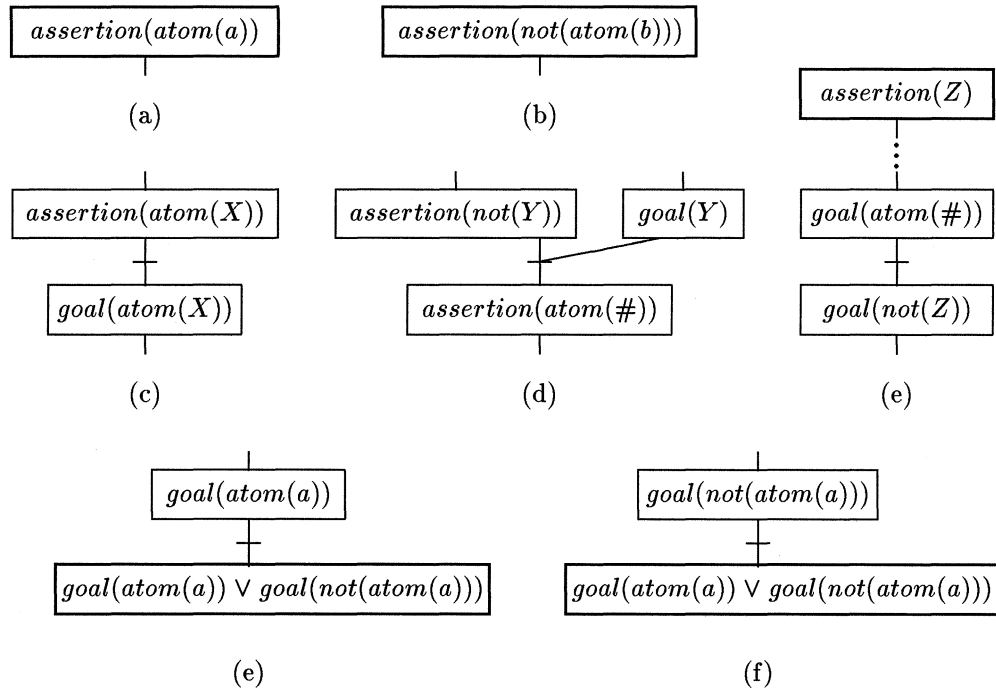 assertion(atom(a))
assertion(not(atom(b)))
(a)
(b)
assertion(Z)
assertion(atom(X))
assertion(not(Y))
goal(Y)
goal(atom(#))
goal(atom(X))
assertion(atom(#))
goal(not(Z))
(c)
(d)
(e)
goal(atom(a))
goal(not(atom(a)))
goal(atom(a)) ∨ goal(not(atom(a)))
goal(atom(a)) ∨ goal(not(atom(a)))
(e)
(f)